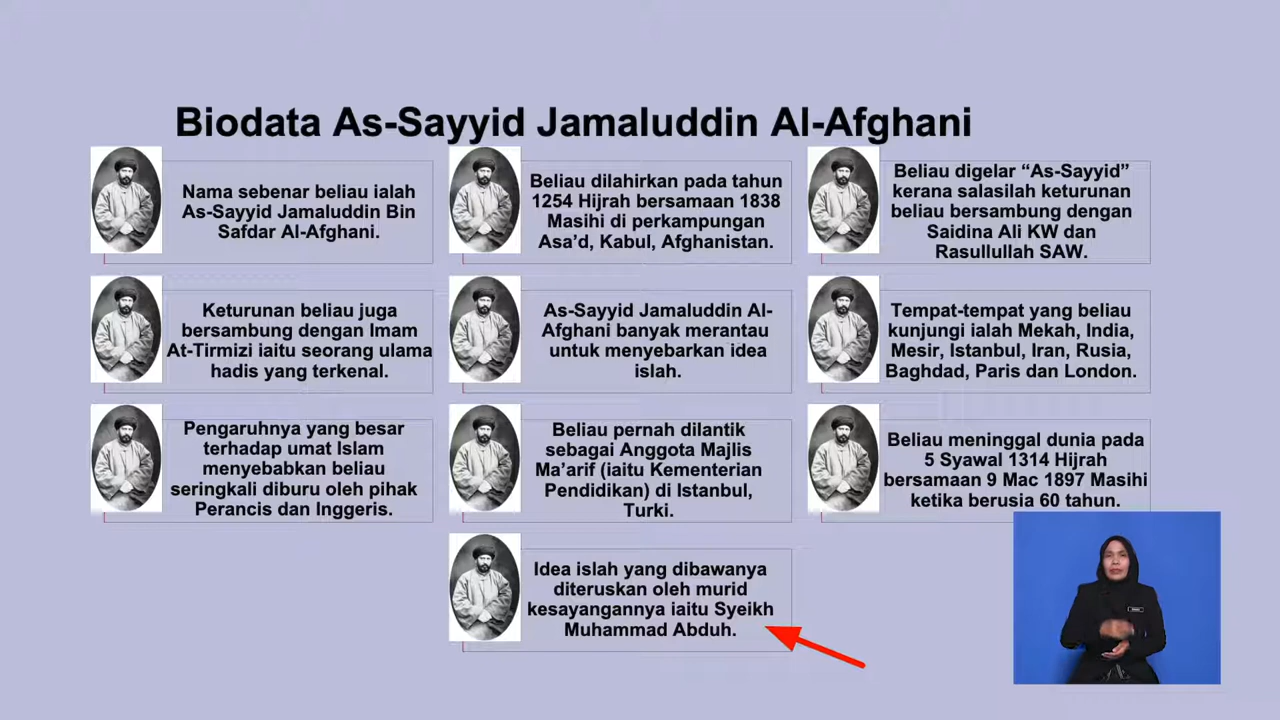 Biodata As-Sayyid Jamaluddin Al-Afghani
Nama sebenar beliau ialah
As-Sayyid Jamaluddin Bin
Safdar Al-Afghani.
Beliau dilahirkan pada tahun
1254 Hijrah bersamaan 1838
Masihi di perkampungan
Asa’d, Kabul, Afghanistan.
Beliau digelar “As-Sayyid”
kerana salasilah keturunan
beliau bersambung dengan
Saidina Ali KW dan
Rasullullah SAW.
Keturunan beliau juga
bersambung dengan Imam
At-Tirmizi iaitu seorang ulama
hadis yang terkenal.
As-Sayyid Jamaluddin Al-
Afghani banyak merantau
untuk menyebarkan idea
islah.
Tempat-tempat yang beliau
kunjungi ialah Mekah, India,
Mesir, Istanbul, Iran, Rusia,
Baghdad, Paris dan London.
Pengaruhnya yang besar
terhadap umat Islam
menyebabkan beliau
seringkali diburu oleh pihak
Perancis dan Inggeris.
Beliau pernah dilantik
sebagai Anggota Majlis
Ma’arif (iaitu Kementerian
Pendidikan) di Istanbul,
Turki.
Beliau meninggal dunia pada
5 Syawal 1314 Hijrah
bersamaan 9 Mac 1897 Masihi
ketika berusia 60 tahun.
Idea islah yang dibawanya
diteruskan oleh murid
kesayangannya iaitu Syeikh
Muhammad Abduh.